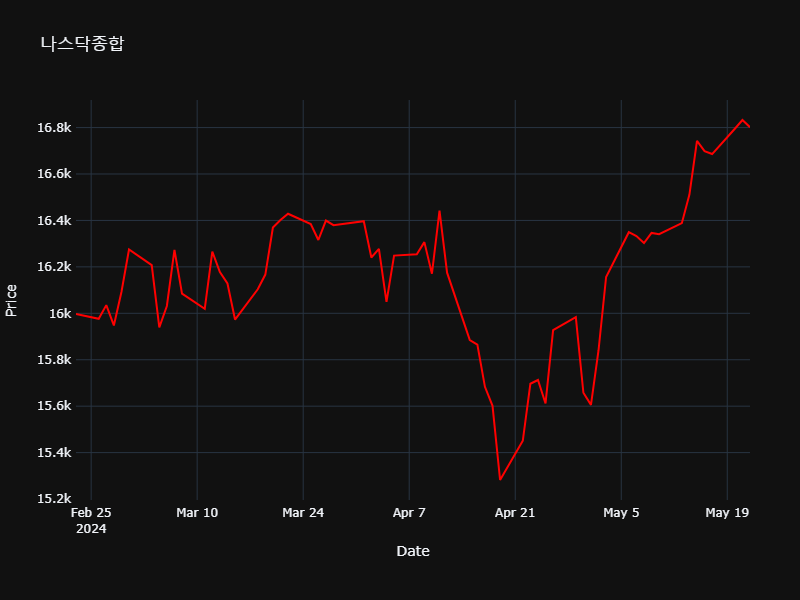 나스닥종합
16.8k
16.6k
16.4k
16.2k
16k
15.8k
15.6k
15.4k
15.2k
Price
Feb 25
2024
Mar 10
Mar 24
Apr 7
Apr 21
May 5
May 19
Date